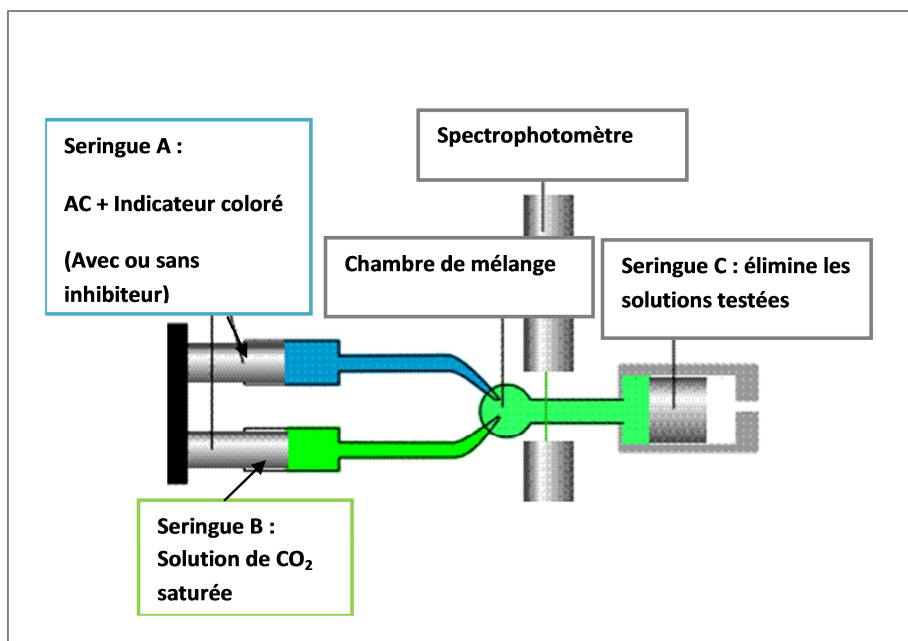 Seringue A :
AC + Indicateur coloré
(Avec ou sans
inhibiteur)
Spectrophotomètre
Chambre de mélange
Seringue C : élimine les
solutions testées
Seringue B :
Solution de CO₂
saturée